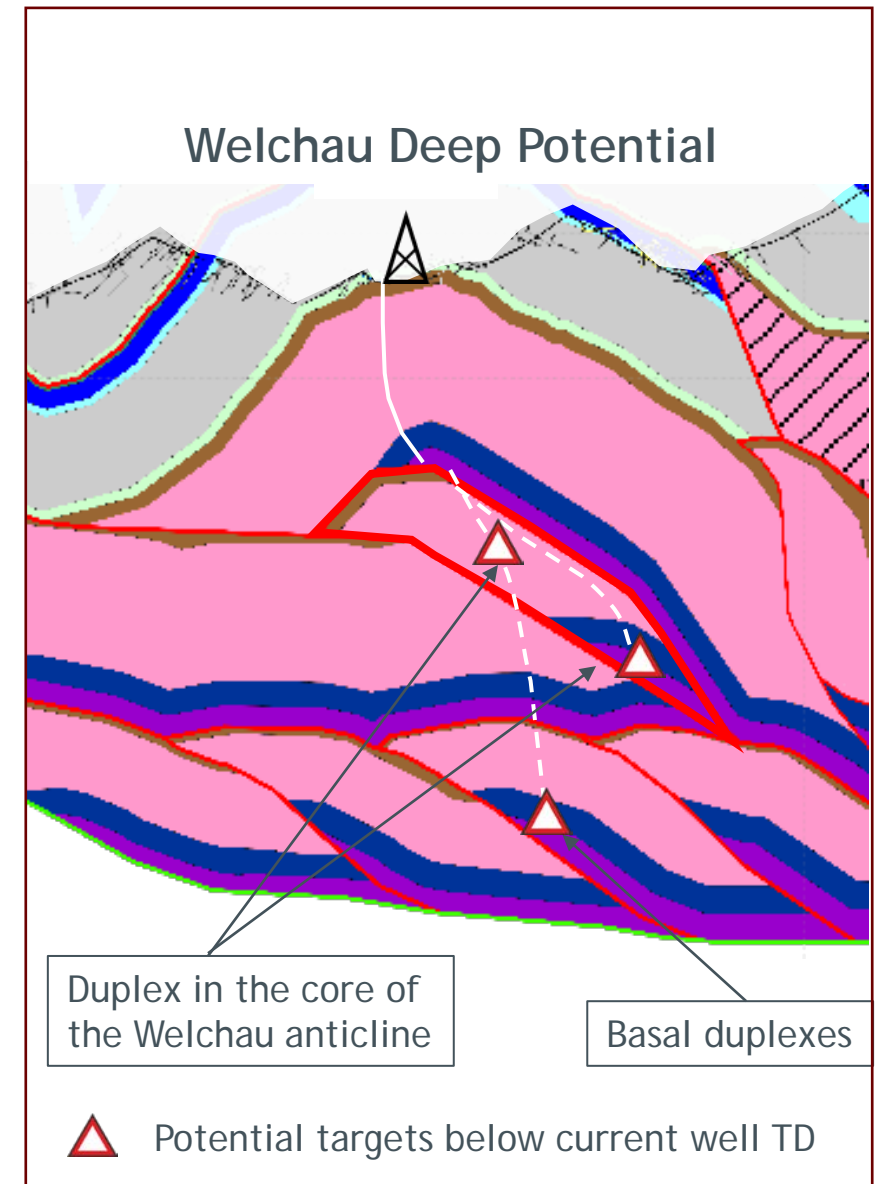 Welchau Deep Potential
Duplex in the core of
the Welchau anticline
Basal duplexes
Potential targets below current well TD